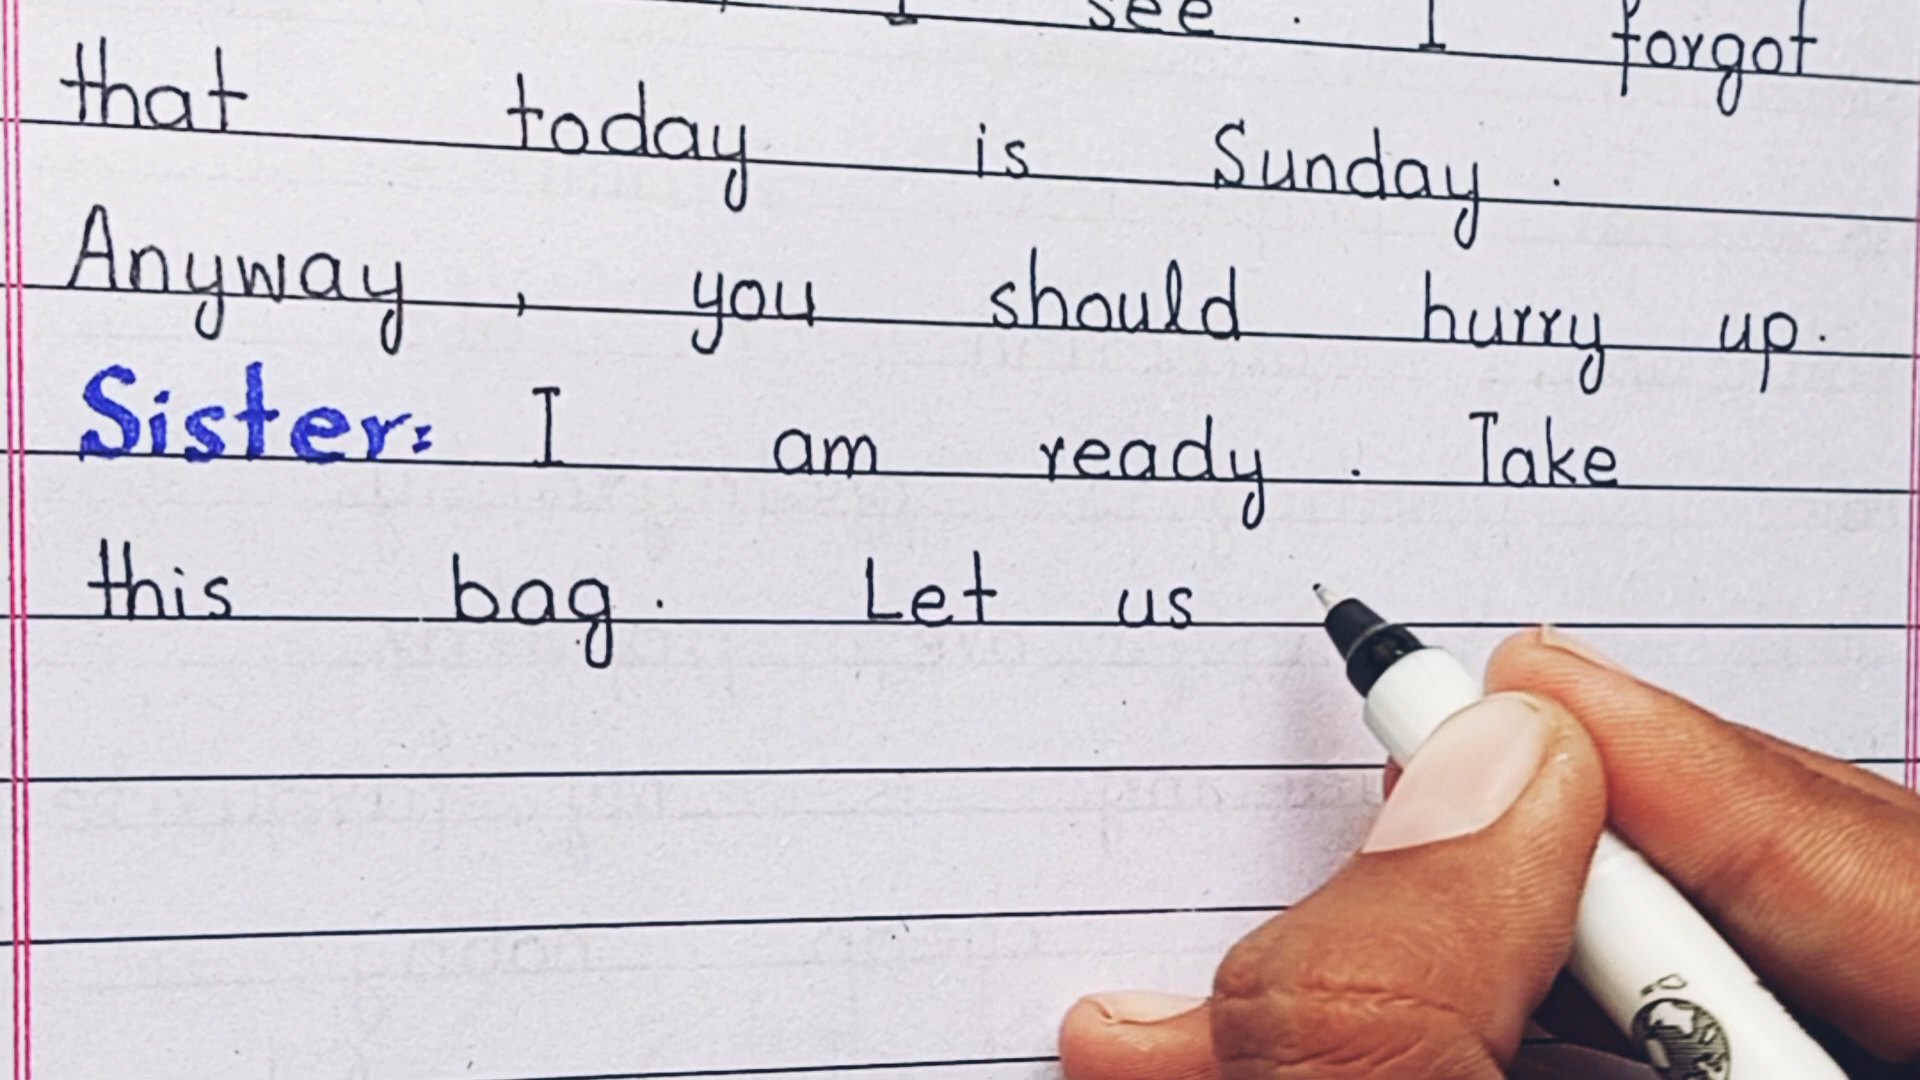 see. I forgot
that today is Sunday.
Anyway, you should hurry up.
Sister: I am ready. Take
this bag. Let us